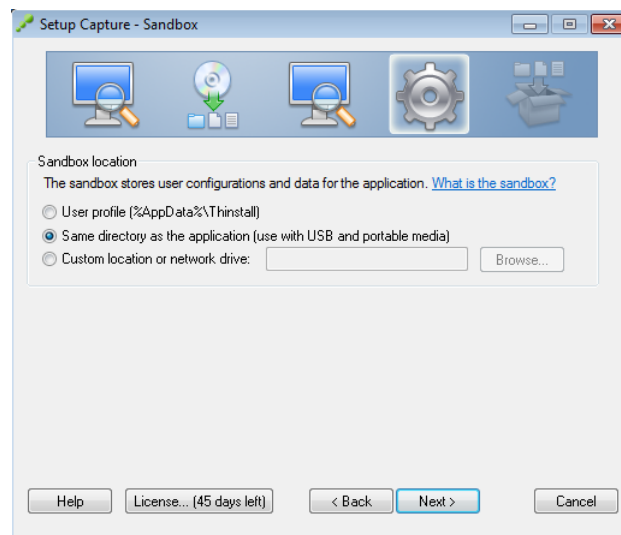 Setup Capture - Sandbox
Sandbox location
The sandbox stores user configurations and data for the application. What is the sandbox?
User profile (%AppData%\Thinstall)
Same directory as the application (use with USB and portable media)
Custom location or network drive: Browse...
Help License... (45 days left) < Back Next > Cancel